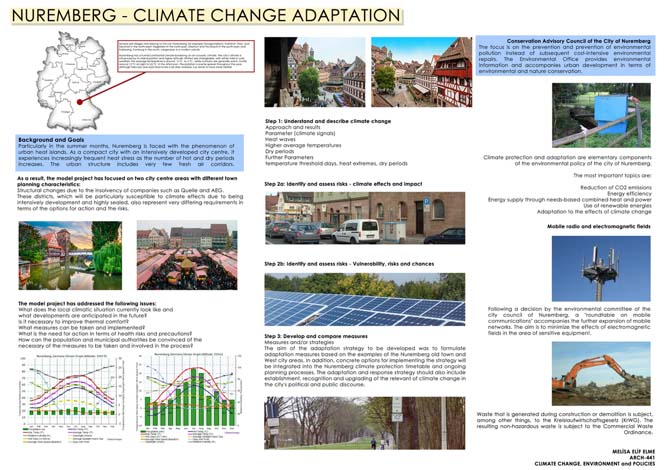 NUREMBERG - CLIMATE CHANGE ADAPTATION
Background and Goals
Particularly in the summer months, Nuremberg is faced with the phenomenon of
urban heat islands. As a compact city with an intensively developed city centre, it
experiences increasingly frequent heat stress as the number of hot and dry periods
increases. The urban structure includes very few fresh air corridors.
As a result, the model project has focused on two city centre areas with different town
planning characteristics:
Structural changes due to the insolvency of companies such as Quelle and AEG.
These districts, which will be particularly susceptible to climate effects due to being
intensively developed and highly sealed, also represent very differing requirements in
terms of the options for action and the risks.
The model project has addressed the following issues:
What does the local climatic situation currently look like and
what developments are anticipated in the future?
Is it necessary to improve thermal comfort?
What measures can be taken and implemented?
What is the need for action in terms of health risks and precautions?
How can the population and municipal authorities be convinced of the
necessary of the measures to be taken and involved in the process?
Step 1: Understand and describe climate change
Approach and results
Parameter (climate signals)
Heat waves
Higher average temperatures
Dry periods
Further Parameters
temperature threshold days, heat extremes, dry periods
Step 2a: Identify and assess risks - climate effects and impact
Step 2b: Identify and assess risks - Vulnerability, risks and chances
Step 3: Develop and compare measures
Measures and/or strategies
The aim of the adaptation strategy to be developed was to formulate
adaptation measures based on the examples of the Nuremberg old town and
West city areas. In addition, concrete options for implementing the strategy will
be integrated into the Nuremberg climate protection timetable and ongoing
planning processes. The adaptation and response strategy should also include
establishment, recognition and upgrading of the relevant of climate change in
the city's political and public discourse.
Conservation Advisory Council of the City of Nuremberg
The focus is on the prevention and prevention of environmental
pollution instead of subsequent cost-intensive environmental
repairs. The Environmental Office provides environmental
information and accompanies urban development in terms of
environmental and nature conservation.
Climate protection and adaptation are elementary components
of the environmental policy of the city of Nuremberg.
The most important topics are:
Reduction of CO2 emissions
Energy efficiency
Energy supply through needs-based combined heat and power
Use of renewable energies
Adaptation to the effects of climate change
Mobile radio and electromagnetic fields
Following a decision by the environmental committee of the
city council of Nuremberg, a "roundtable on mobile
communications" accompanies the further expansion of mobile
networks. The aim is to minimize the effects of electromagnetic
fields in the area of sensitive equipment.
Waste that is generated during construction or demolition is subject,
among other things, to the Kreislaufwirtschaftsgesetz (KrWG). The
resulting non-hazardous waste is subject to the Commercial Waste
Ordinance.
MELİSA ELİF ELME
ARCH-441
CLIMATE CHANGE, ENVIRONMENT and POLICIES